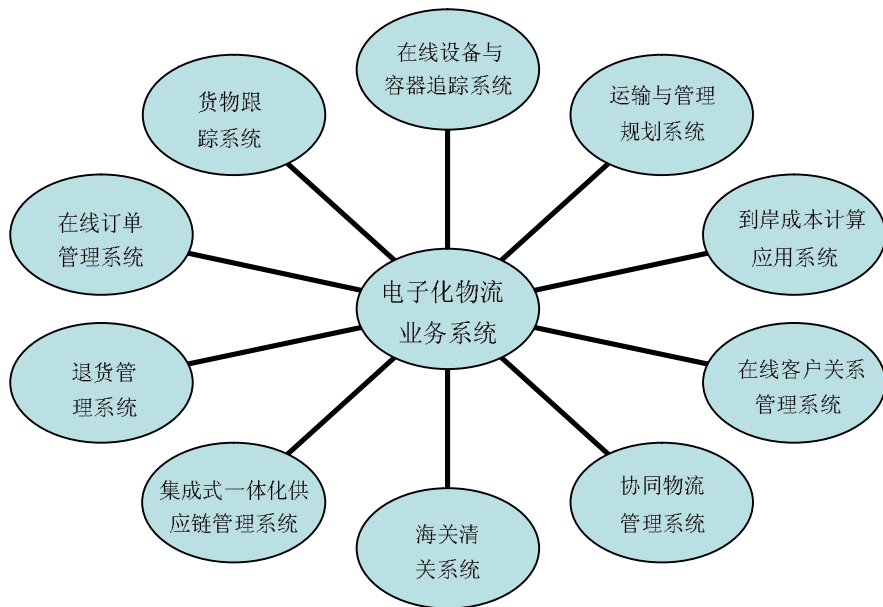 在线设备与
容器追踪系统
货物跟
踪系统
运输与管理
规划系统
在线订单
管理系统
到岸成本计算
应用系统
电子化物流
业务系统
退货管
理系统
在线客户关系
管理系统
集成式一体化供
应链管理系统
协同物流
管理系统
海关清
关系统